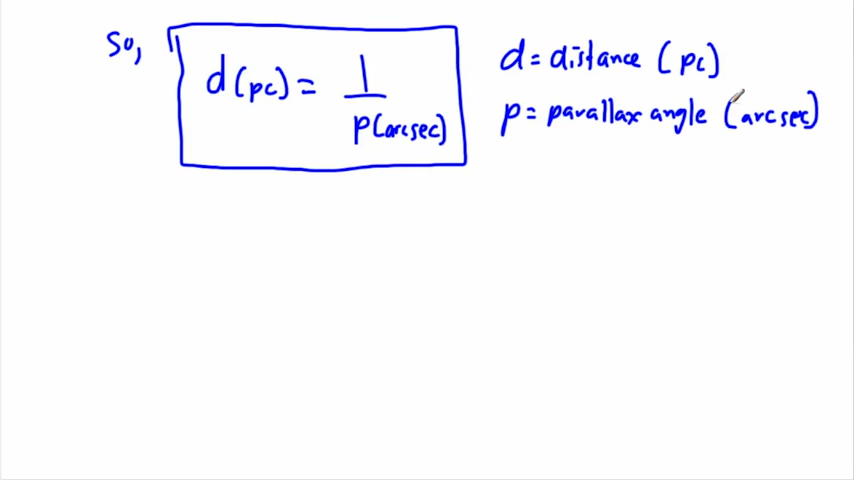 So,
d(pc) = 1/p(arcsec)
d = distance (pc)
p = parallax angle (arcsec)